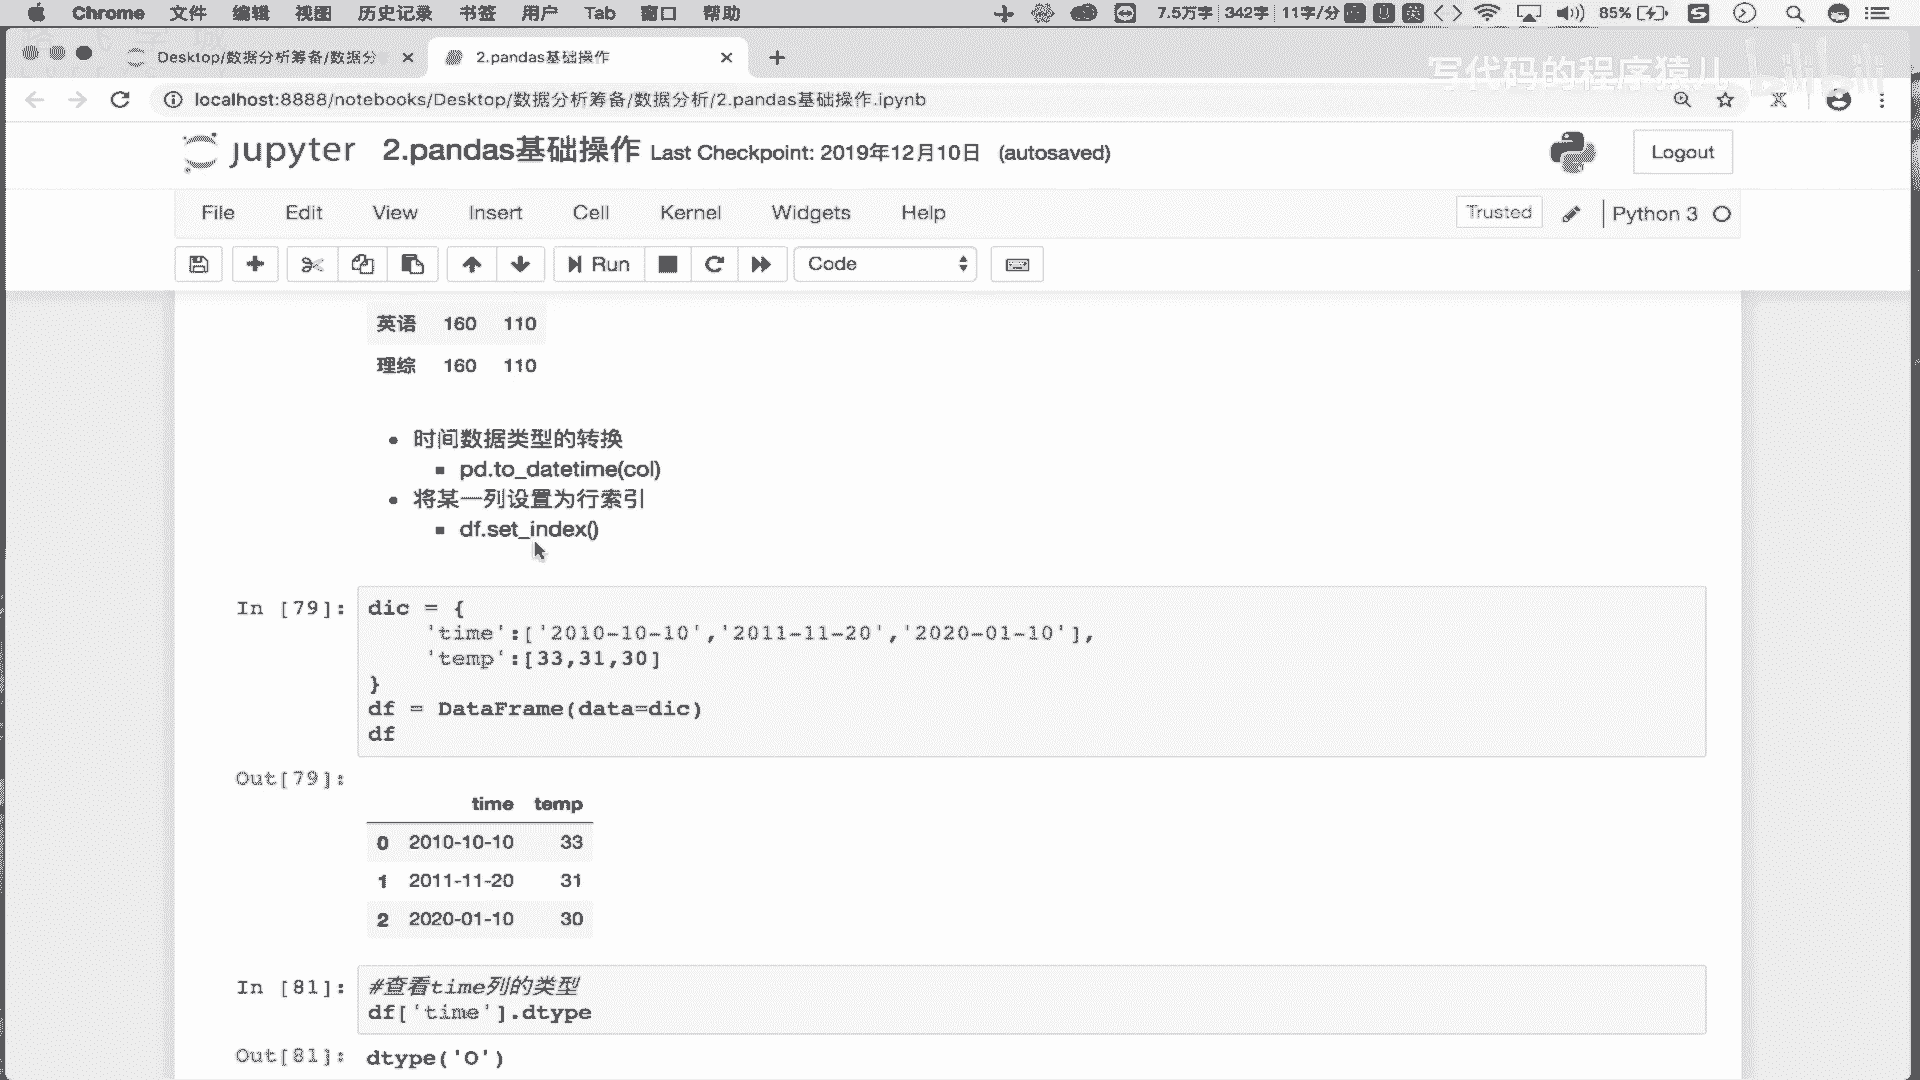 Chrome 文件 编辑 视图 历史记录 书签 用户 Tab 窗口 帮助 7.5万字 342字 11字/分 英 85%
Desktop/数据分析筹备/数据分 2.pandas基础操作
写代码的程序猿儿 bilibili
localhost:8888/notebooks/Desktop/数据分析筹备/数据分析/2.pandas基础操作.ipynb
jupyter 2.pandas基础操作 Last Checkpoint: 2019年12月10日 (autosaved) Logout
File Edit View Insert Cell Kernel Widgets Help Trusted Python 3
Run Code
英语 160 110
理综 160 110
时间数据类型的转换
pd.to_datetime(col)
将某一列设置为行索引
df.set_index()
In [79]: dic = {
'time':['2010-10-10','2011-11-20','2020-01-10'],
'temp':[33,31,30]
}
df = DataFrame(data=dic)
df
Out[79]:
time temp
0 2010-10-10 33
1 2011-11-20 31
2 2020-01-10 30
In [81]: #查看time列的类型
df['time'].dtype
Out[81]: dtype('O')